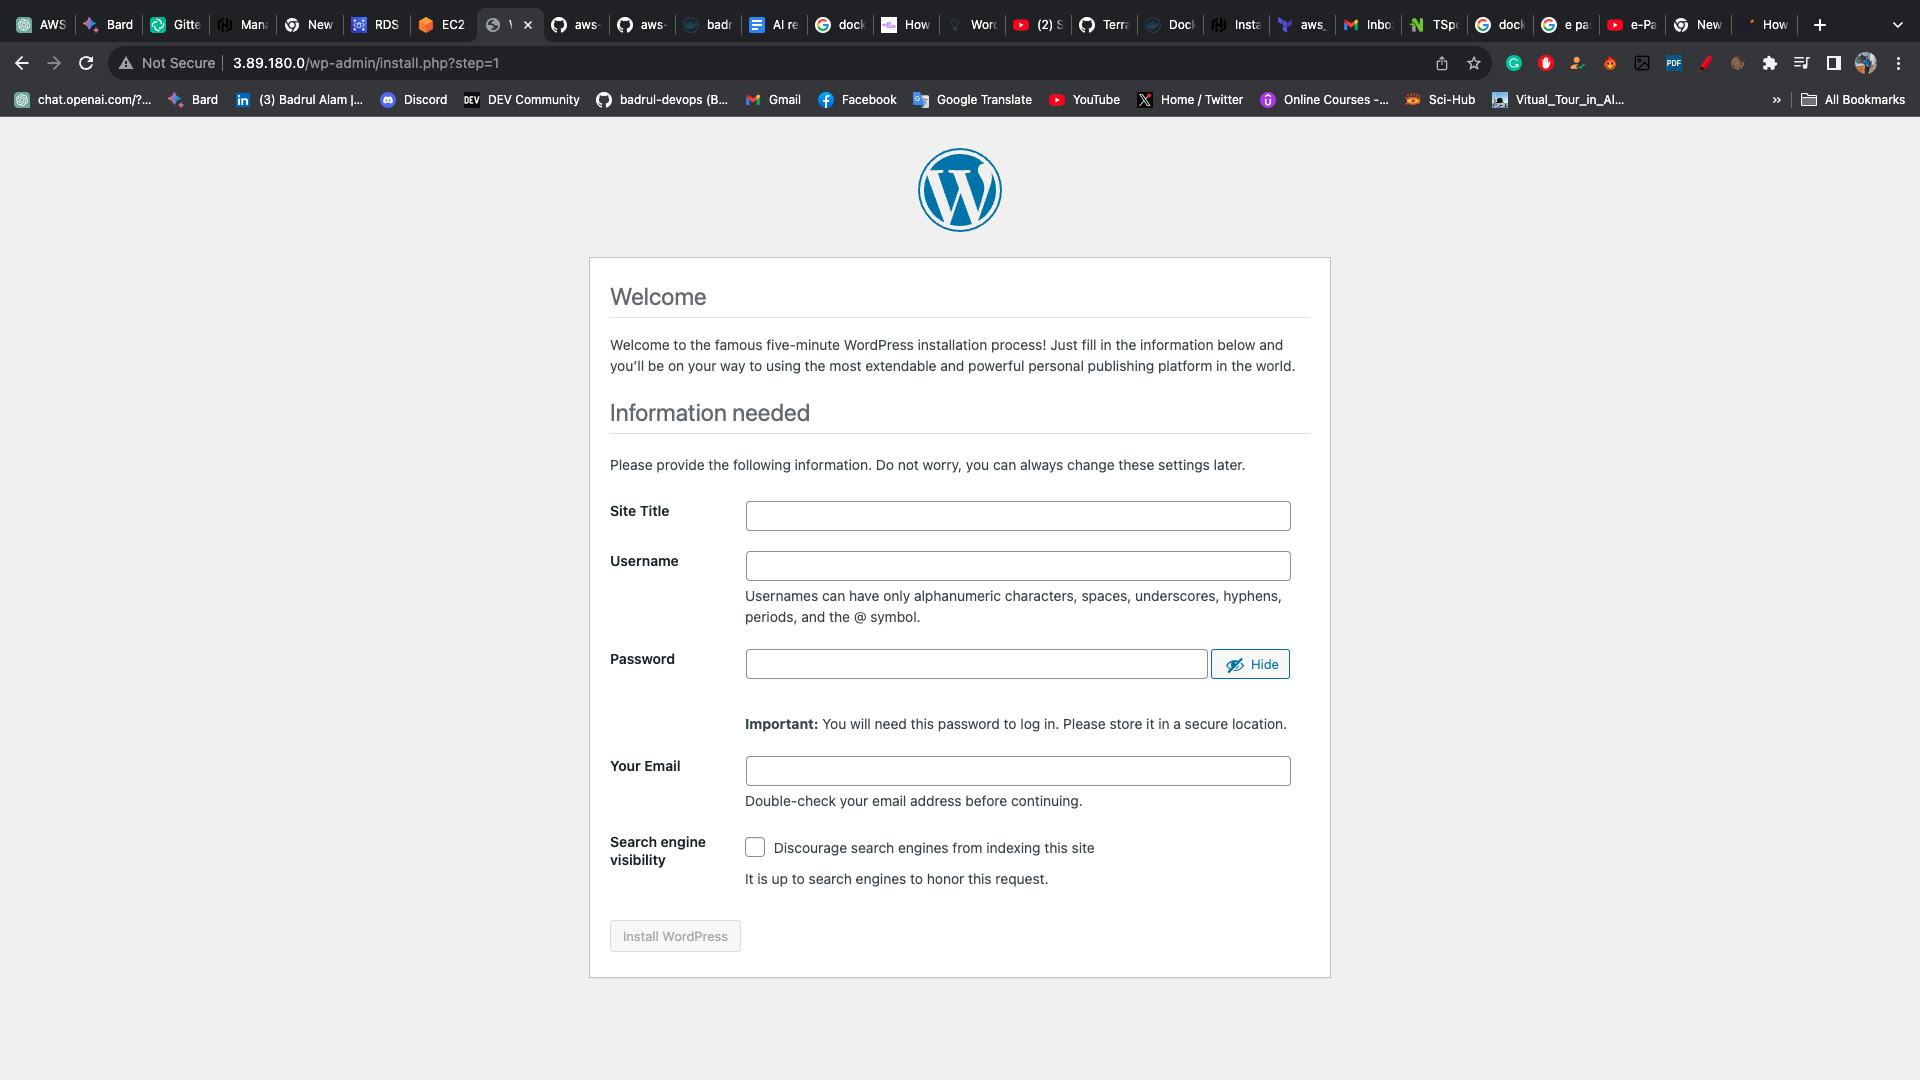 AWS
Bard
Gitte
Mana
New
RDS
EC2
aws-
aws-
badr
AI re
dock
How
Word
(2) S
Terra
Dock
Insta
aws_
Inbo
TSpo
dock
e pa
e-Pa
New
How
Not Secure
3.89.180.0/wp-admin/install.php?step=1
PDF
chat.openai.com/?...
Bard
(3) Badrul Alam |...
Discord
DEV Community
badrul-devops (B...
Gmail
Facebook
Google Translate
YouTube
Home / Twitter
Online Courses -...
Sci-Hub
Vitual_Tour_in_Al...
»
All Bookmarks
Welcome
Welcome to the famous five-minute WordPress installation process! Just fill in the information below and
you’ll be on your way to using the most extendable and powerful personal publishing platform in the world.
Information needed
Please provide the following information. Do not worry, you can always change these settings later.
Site Title
Username
Usernames can have only alphanumeric characters, spaces, underscores, hyphens,
periods, and the @ symbol.
Password
Hide
Important: You will need this password to log in. Please store it in a secure location.
Your Email
Double-check your email address before continuing.
Search engine
visibility
Discourage search engines from indexing this site
It is up to search engines to honor this request.
Install WordPress